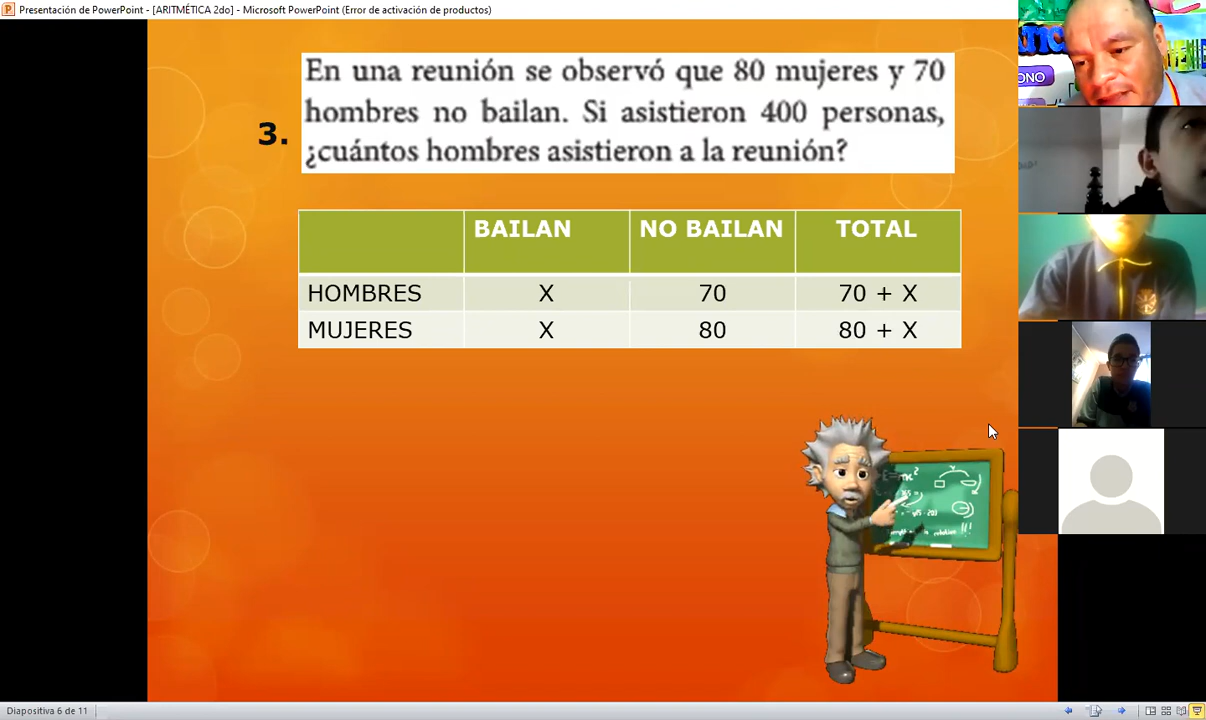 Presentación de PowerPoint - [ARITMÉTICA 2do] - Microsoft PowerPoint (Error de activación de productos)
3.
En una reunión se observó que 80 mujeres y 70
hombres no bailan. Si asistieron 400 personas,
¿cuántos hombres asistieron a la reunión?
BAILAN NO BAILAN TOTAL
HOMBRES X 70 70 + X
MUJERES X 80 80 + X
Diapositiva 6 de 11